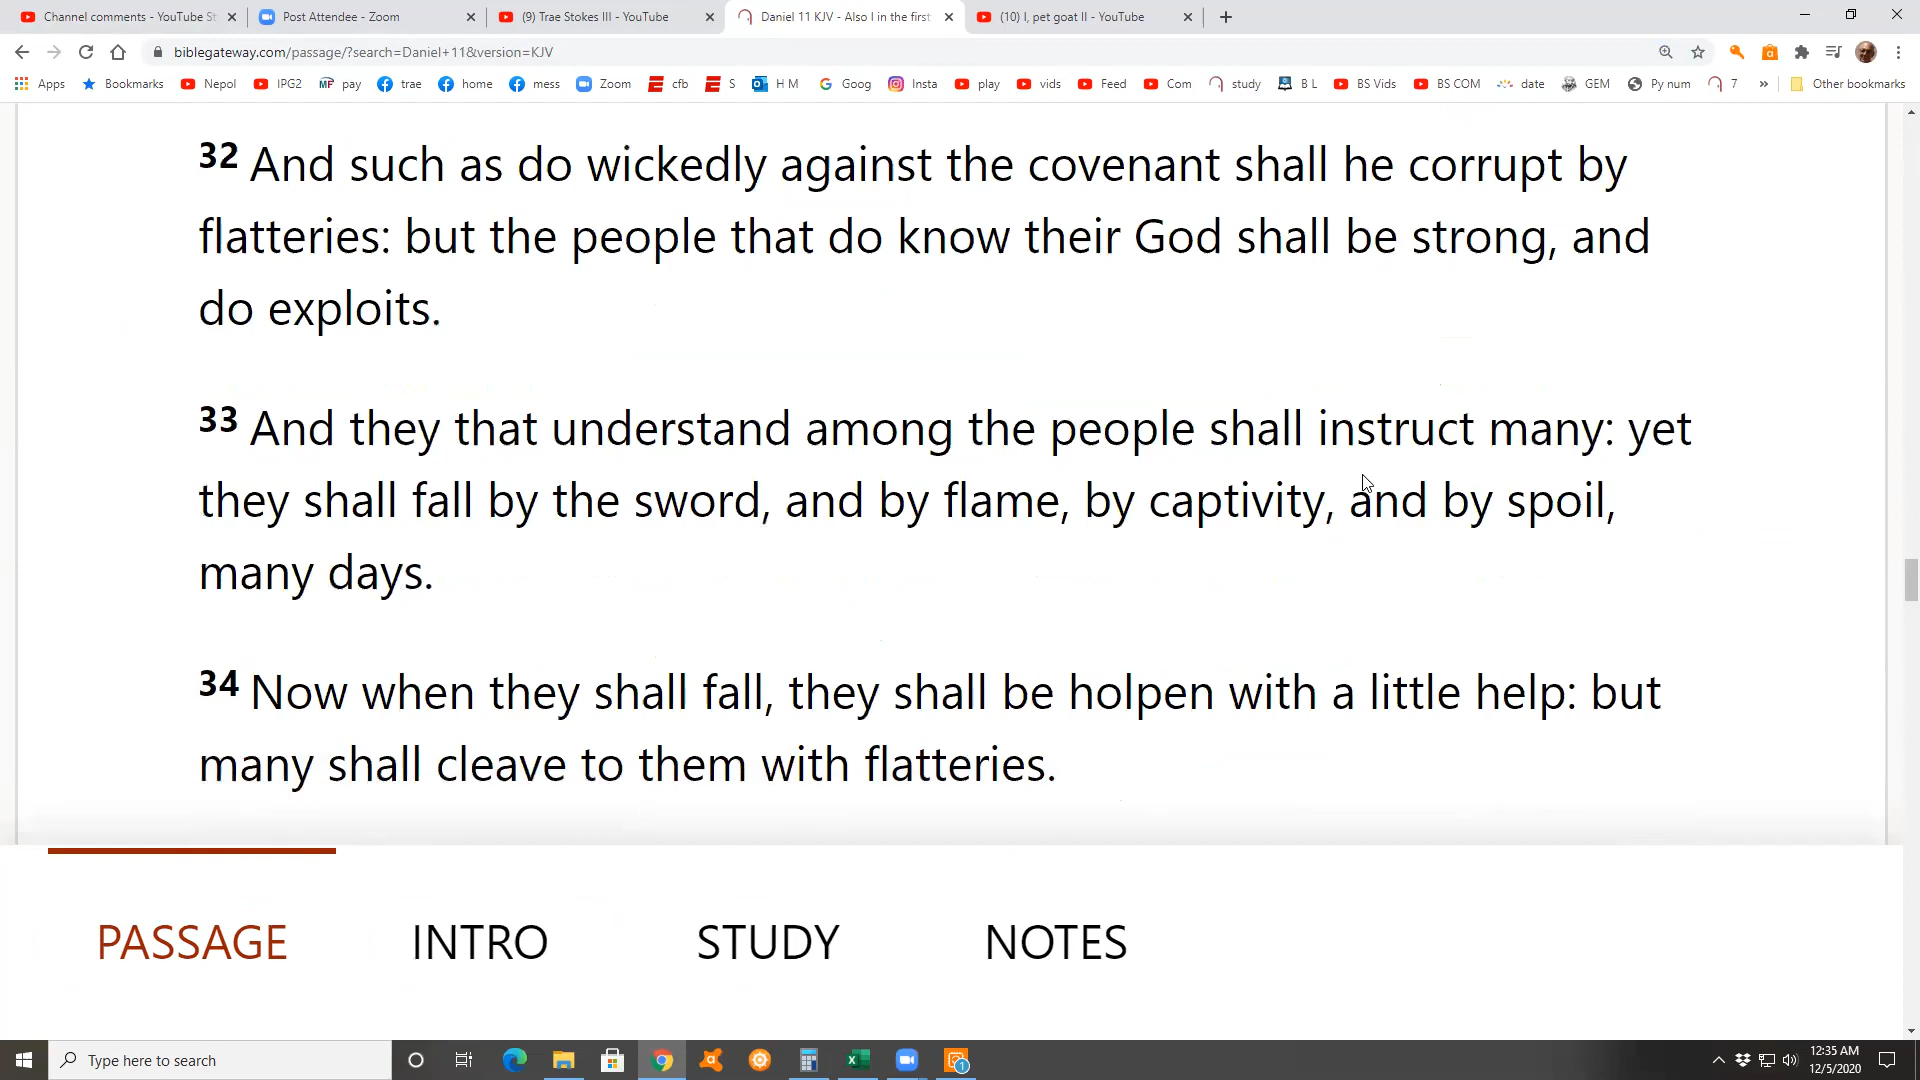 Channel comments - YouTube St
Post Attendee - Zoom
(9) Trae Stokes III - YouTube
Daniel 11 KJV - Also I in the first
(10) I, pet goat II - YouTube
biblegateway.com/passage/?search=Daniel+11&version=KJV
Apps Bookmarks Nepol IPG2 MF pay trae home mess Zoom cfb S H M Goog Insta play vids Feed Com study B L BS Vids BS COM date GEM Py num 7 » Other bookmarks
32 And such as do wickedly against the covenant shall he corrupt by
flatteries: but the people that do know their God shall be strong, and
do exploits.
33 And they that understand among the people shall instruct many: yet
they shall fall by the sword, and by flame, by captivity, and by spoil,
many days.
34 Now when they shall fall, they shall be holpen with a little help: but
many shall cleave to them with flatteries.
PASSAGE INTRO STUDY NOTES
Type here to search
1
12:35 AM
12/5/2020